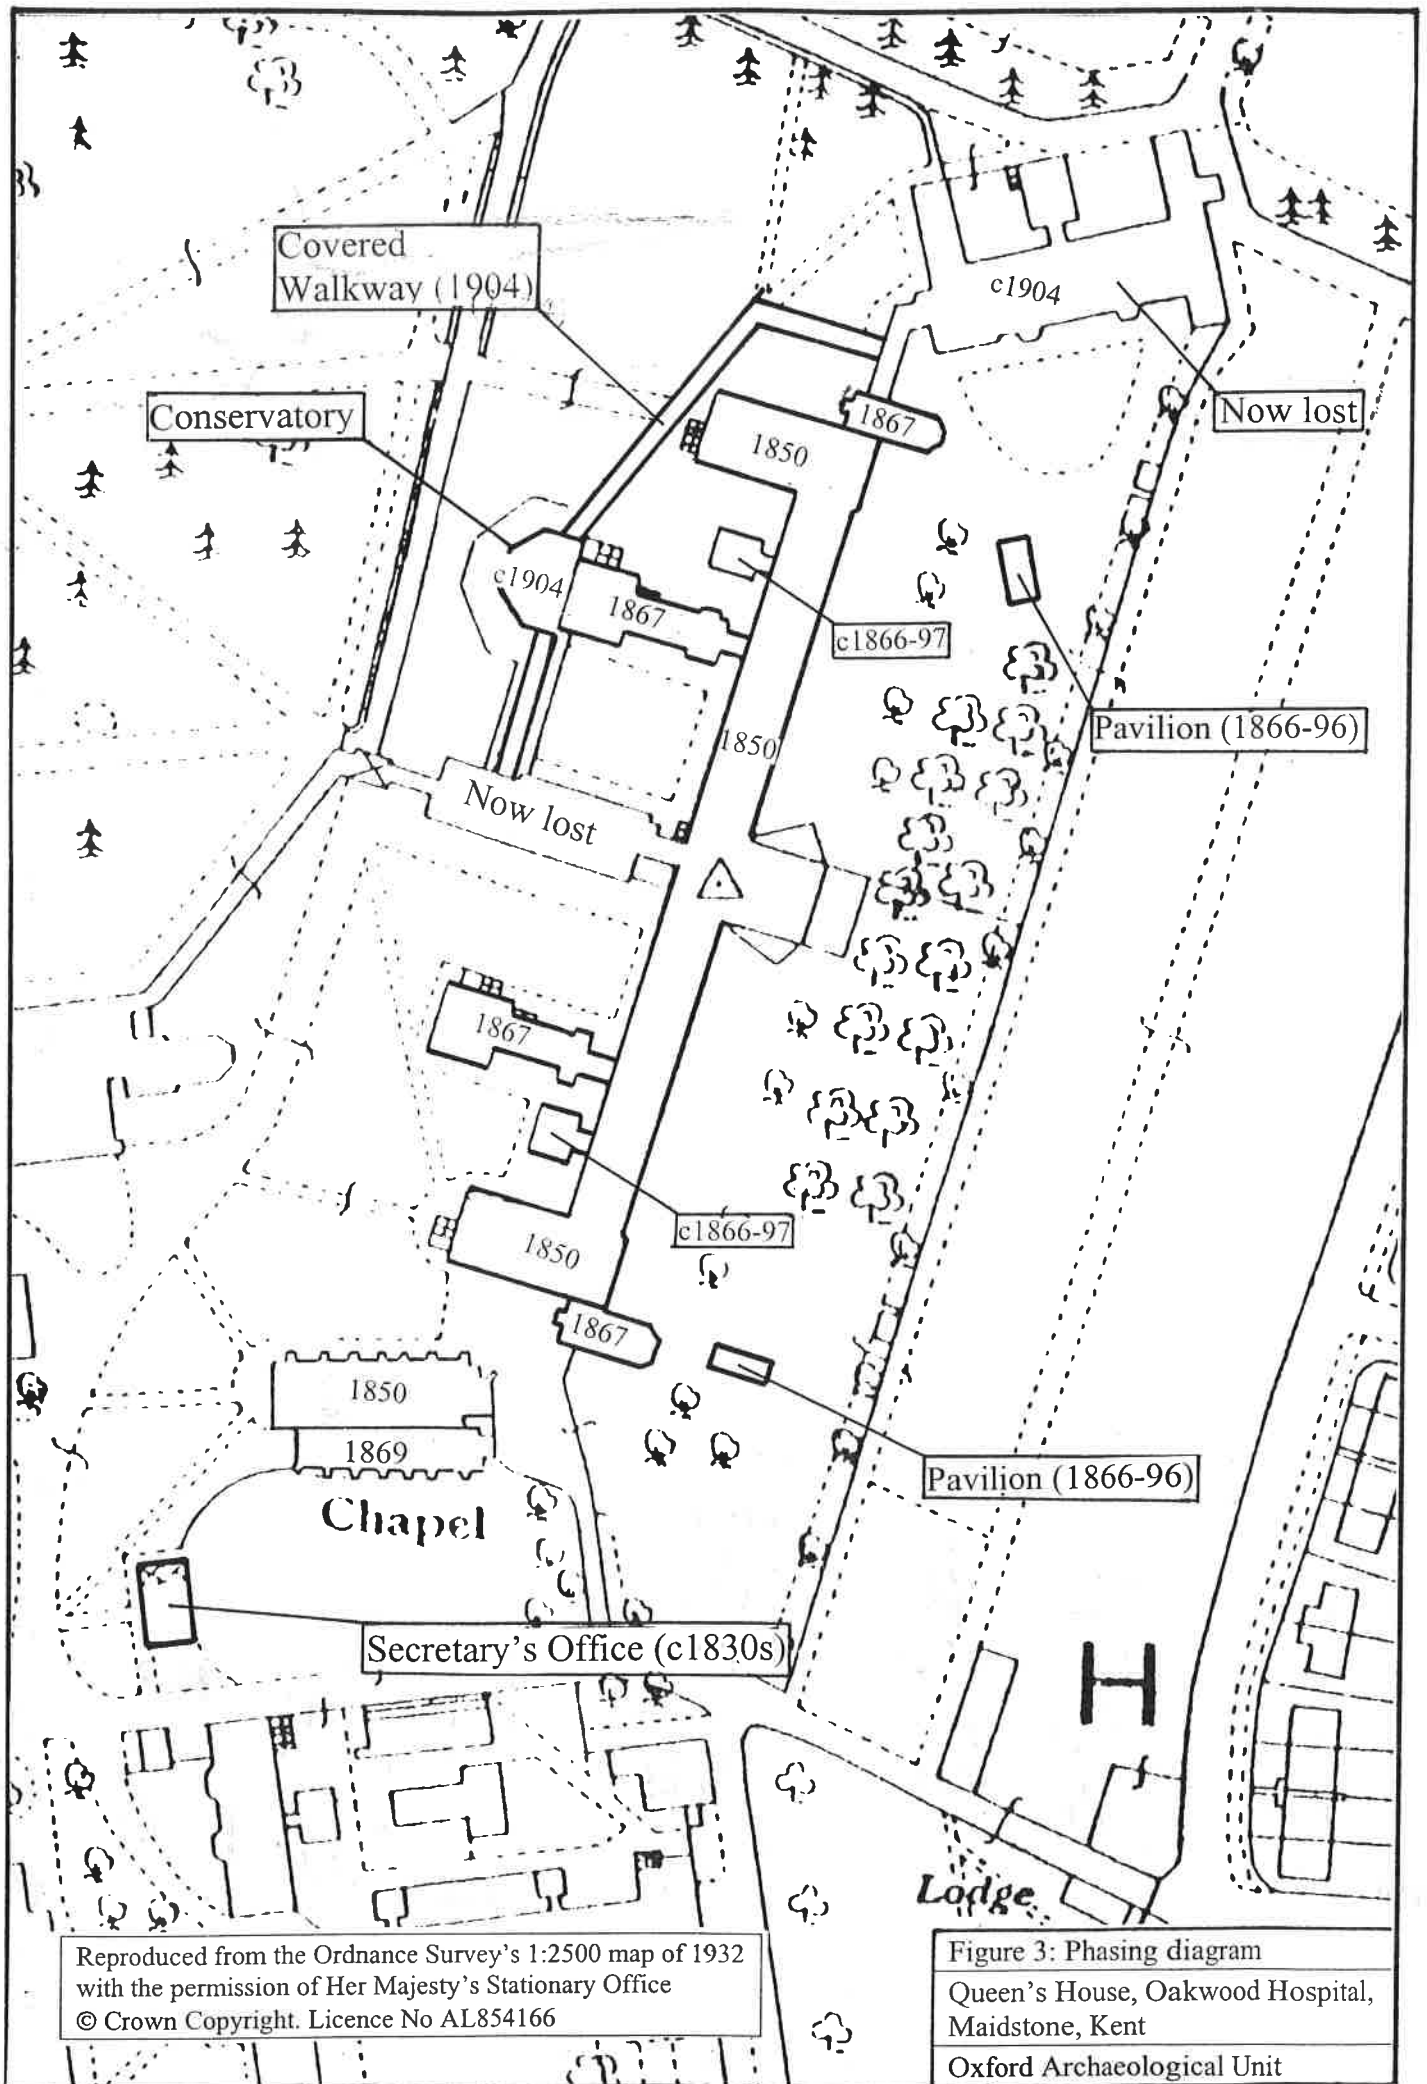 Covered
Walkway (1904)
c1904
Conservatory
1867
Now lost
1850
c1904
1867
c1866-97
Pavilion (1866-96)
1850
Now lost
1867
c1866-97
1850
1867
1850
1869
Pavilion (1866-96)
Chapel
Secretary's Office (c1830s)
H
Lodge
Reproduced from the Ordnance Survey's 1:2500 map of 1932
with the permission of Her Majesty's Stationary Office
© Crown Copyright. Licence No AL854166
Figure 3: Phasing diagram
Queen's House, Oakwood Hospital,
Maidstone, Kent
Oxford Archaeological Unit